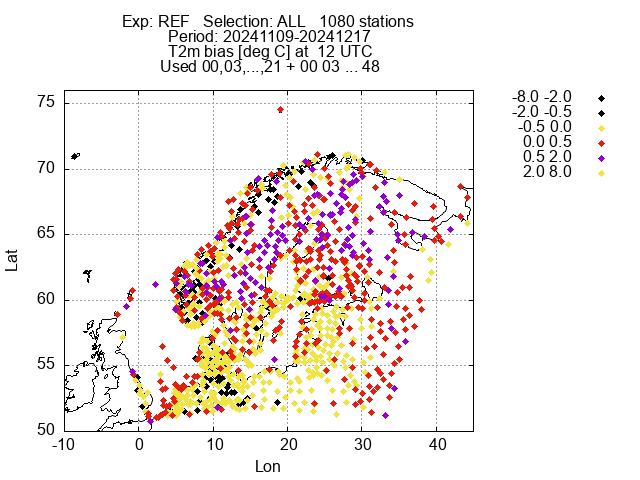 Exp: REF   Selection: ALL   1080 stations
Period: 20241109-20241217
T2m bias [deg C] at  12 UTC
Used 00,03,...,21 + 00 03 ... 48
-8.0 -2.0
-2.0 -0.5
-0.5 0.0
0.0 0.5
0.5 2.0
2.0 8.0
75
70
65
60
55
50
Lat
-10 0 10 20 30 40
Lon